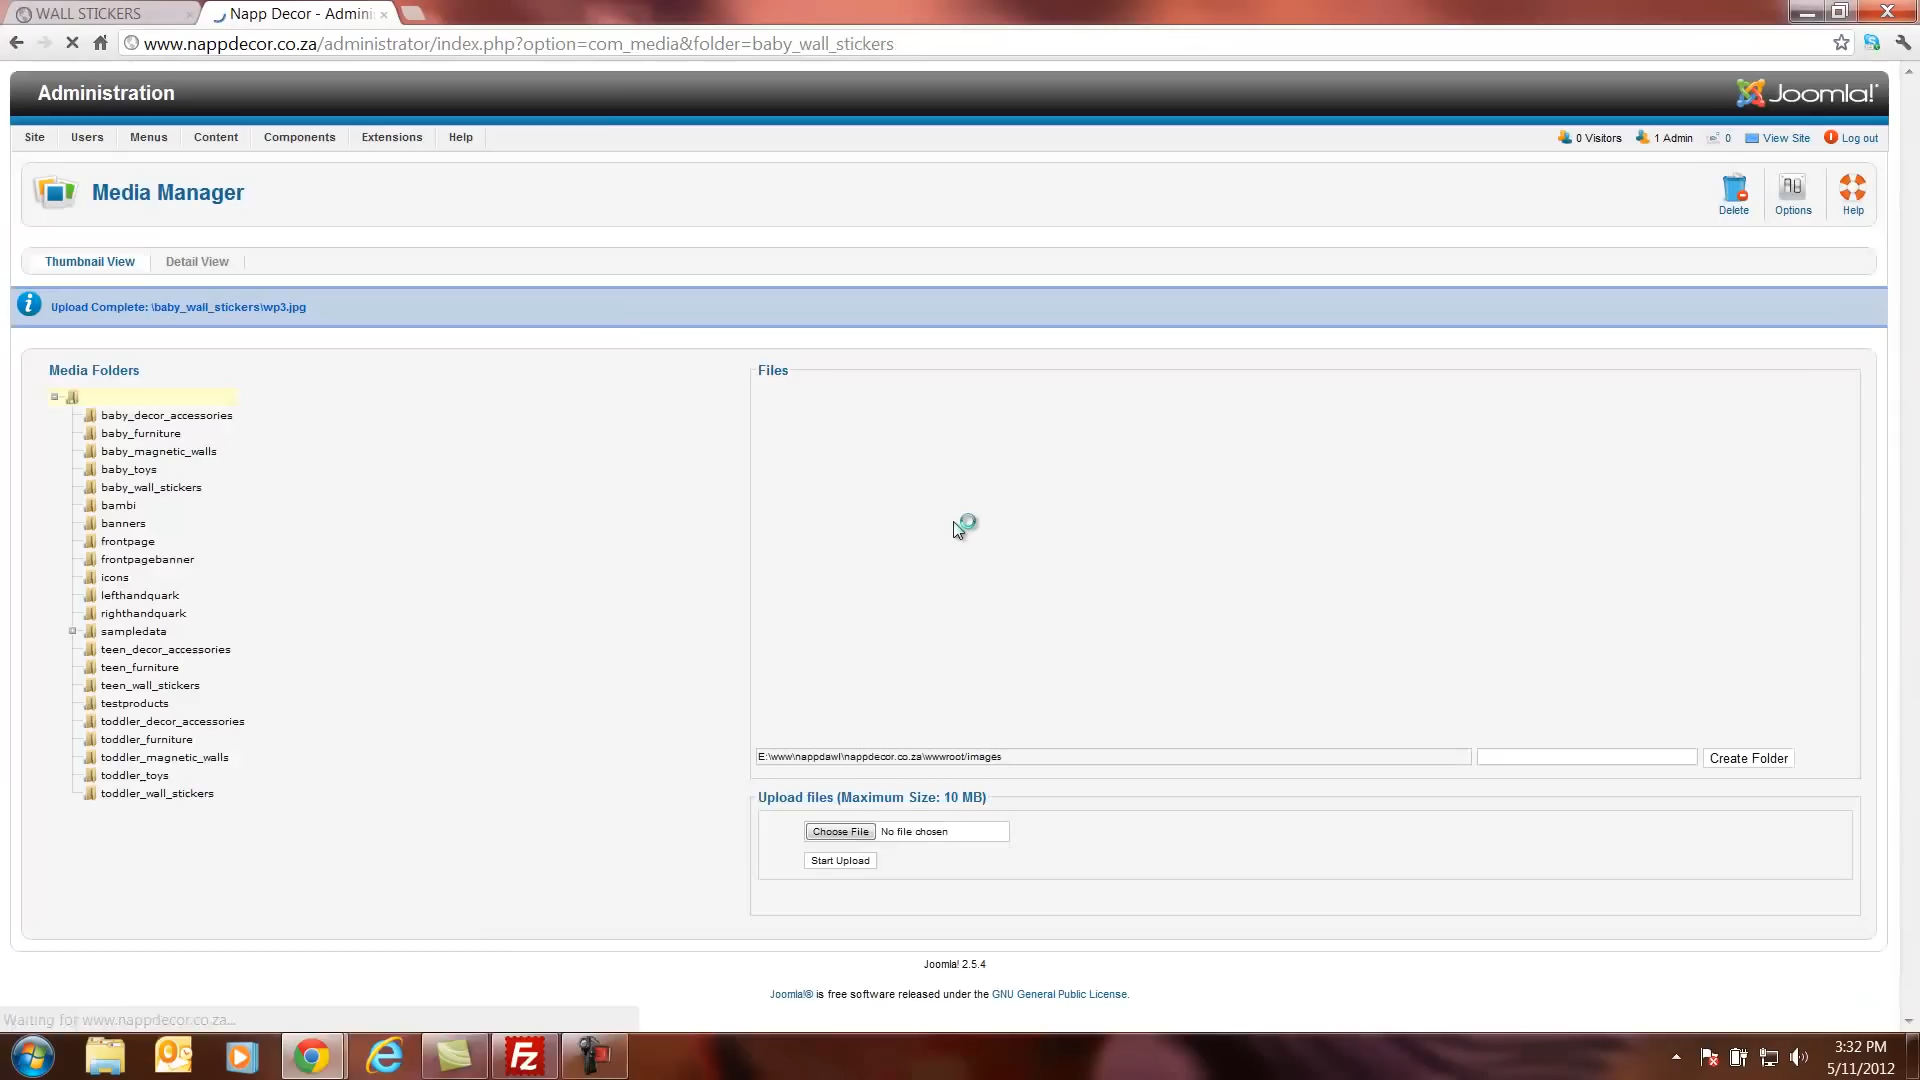 WALL STICKERS
Napp Decor - Admini
www.nappdecor.co.za/administrator/index.php?option=com_media&folder=baby_wall_stickers
Administration
Joomla!
Site Users Menus Content Components Extensions Help
0 Visitors 1 Admin 0 View Site Log out
Media Manager
Delete Options Help
Thumbnail View Detail View
Upload Complete: \baby_wall_stickers\wp3.jpg
Media Folders
baby_decor_accessories
baby_furniture
baby_magnetic_walls
baby_toys
baby_wall_stickers
bambi
banners
frontpage
frontpagebanner
icons
lefthandquark
righthandquark
sampledata
teen_decor_accessories
teen_furniture
teen_wall_stickers
testproducts
toddler_decor_accessories
toddler_furniture
toddler_magnetic_walls
toddler_toys
toddler_wall_stickers
Files
E:\www\nappdawl\nappdecor.co.za\wwwroot/images
Create Folder
Upload files (Maximum Size: 10 MB)
Choose File No file chosen
Start Upload
Joomla! 2.5.4
Joomla!® is free software released under the GNU General Public License.
Waiting for www.nappdecor.co.za...
3:32 PM
5/11/2012